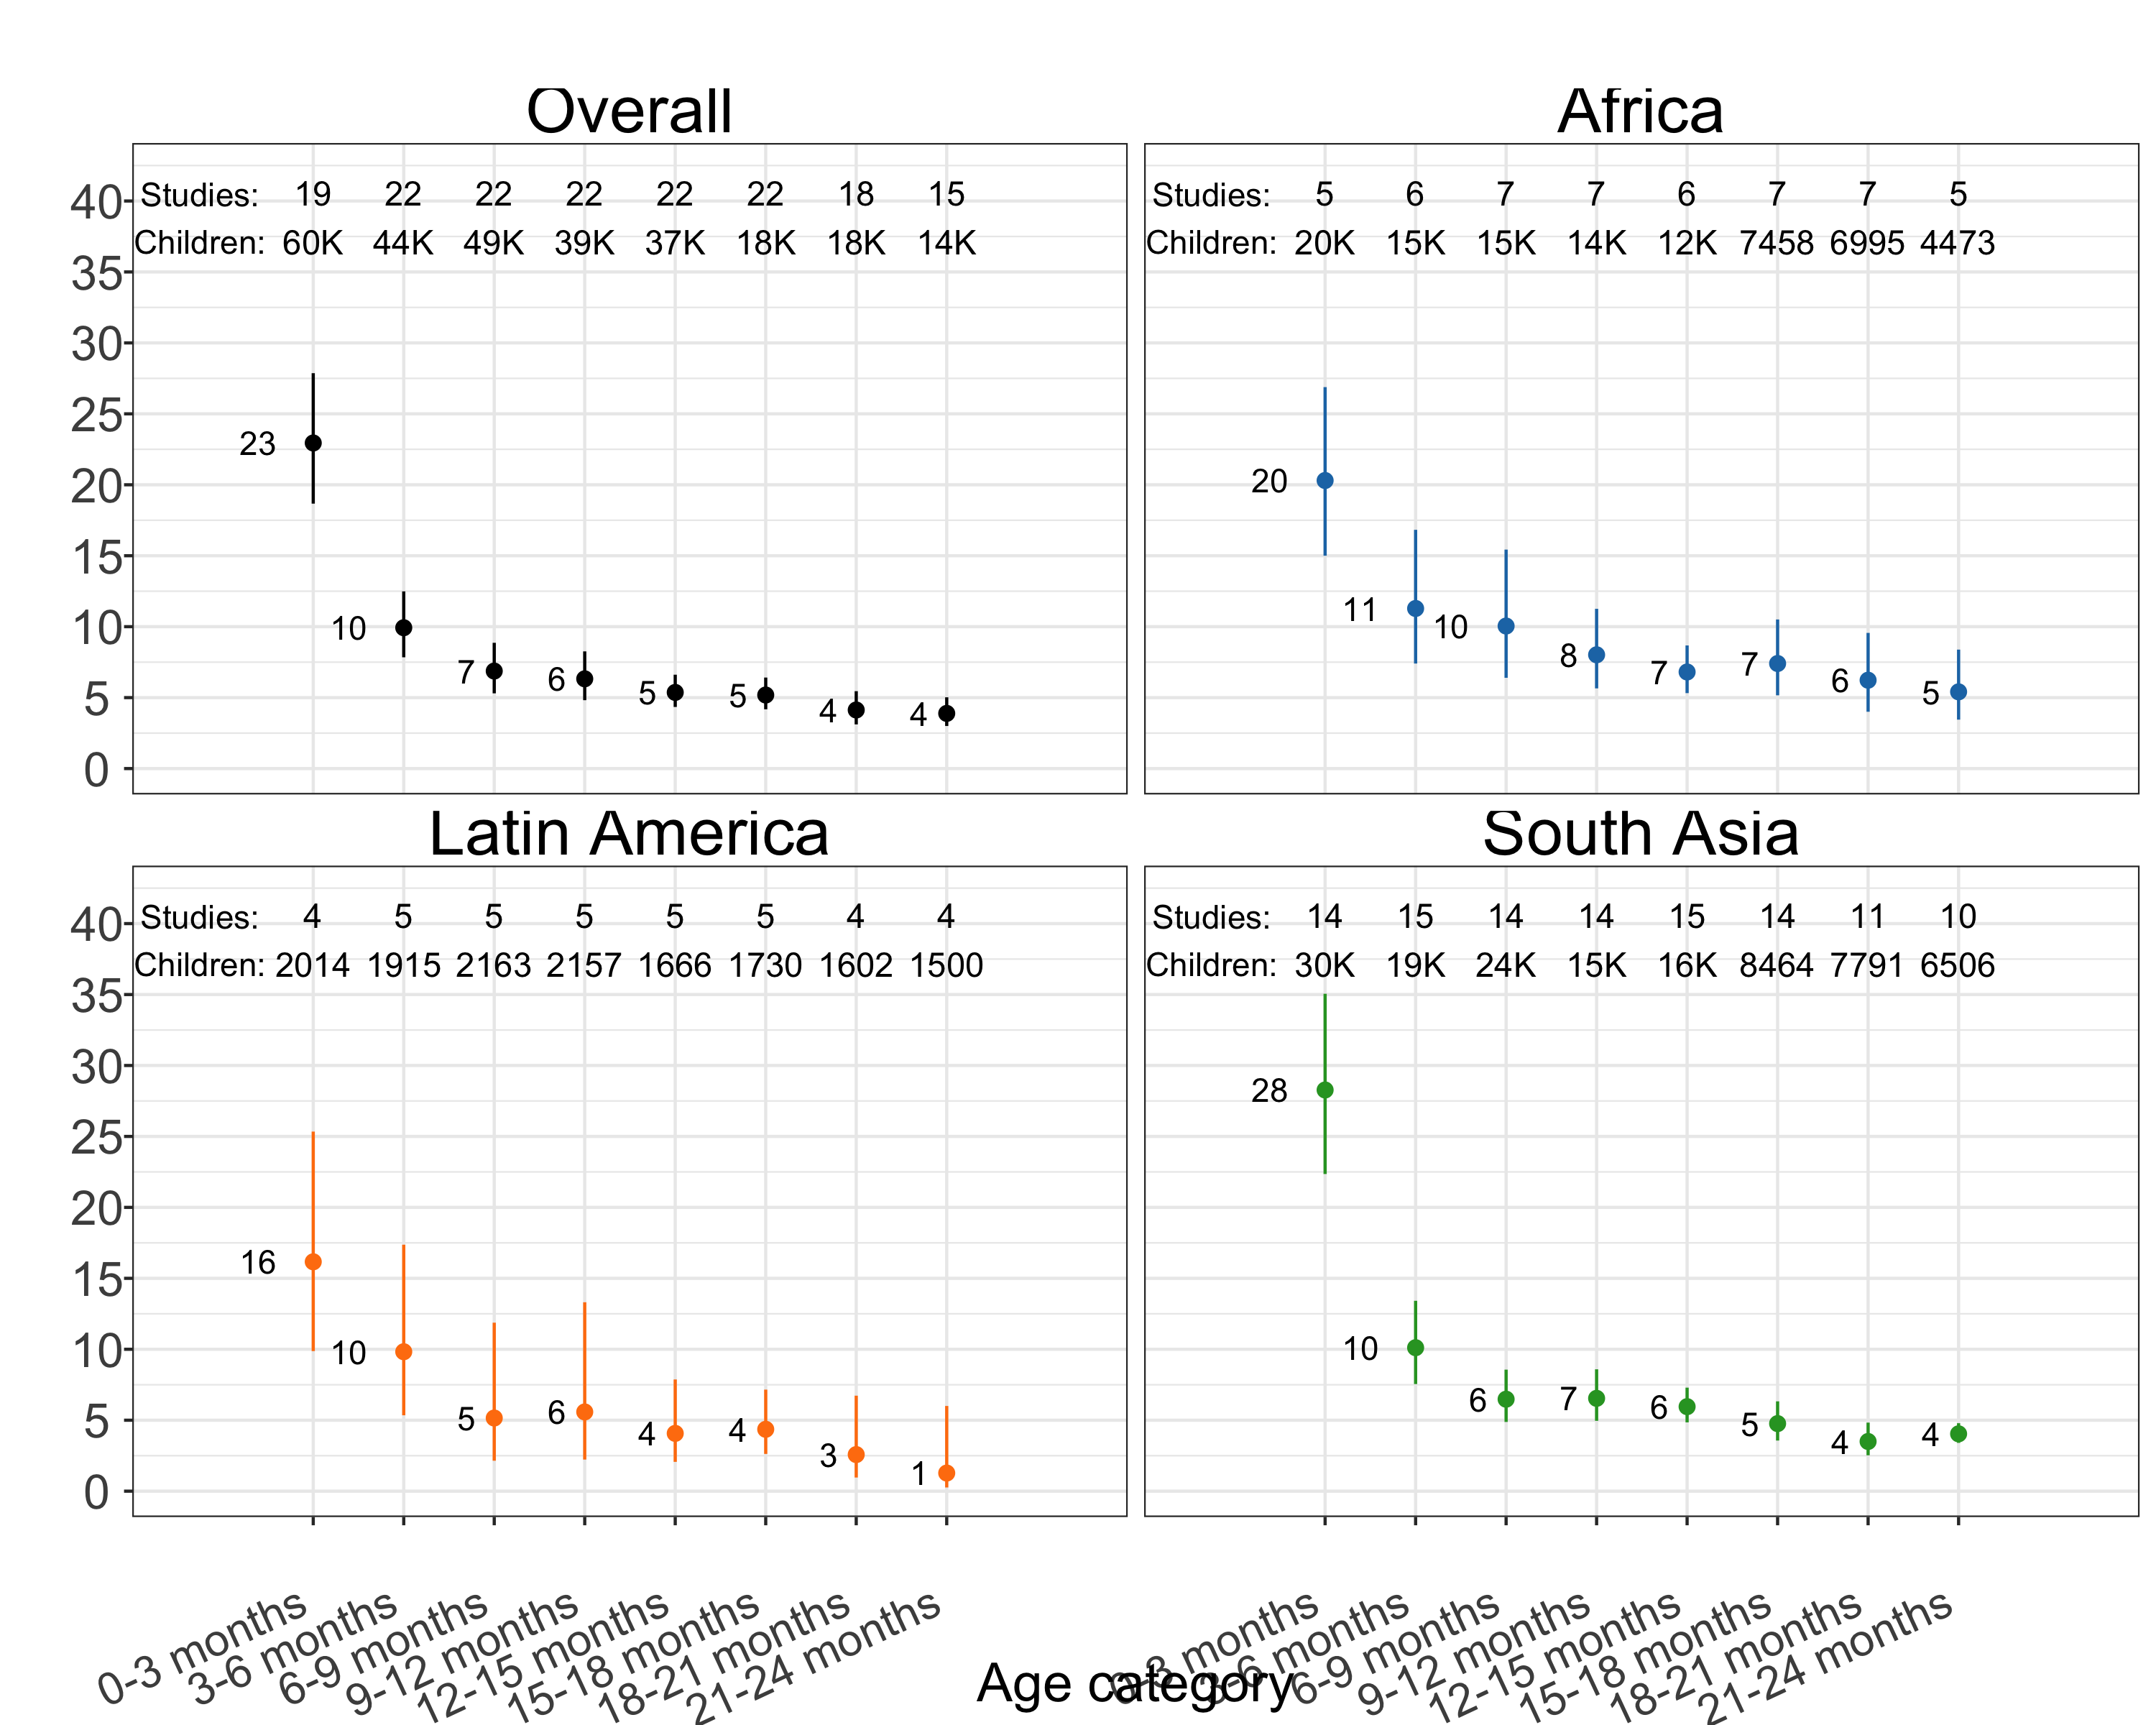 Overall
Studies: 19 22 22 22 22 22 18 15
Children: 60K 44K 49K 39K 37K 18K 18K 14K
40
35
30
25
20
15
10
5
0
23
10
7
6
5
5
4
4
Africa
Studies: 5 6 7 7 6 7 7 5
Children: 20K 15K 15K 14K 12K 7458 6995 4473
20
11
10
8
7
7
6
5
Latin America
Studies: 4 5 5 5 5 5 4 4
Children: 2014 1915 2163 2157 1666 1730 1602 1500
40
35
30
25
20
15
10
5
0
16
10
5
6
4
4
3
1
South Asia
Studies: 14 15 14 14 15 14 11 10
Children: 30K 19K 24K 15K 16K 8464 7791 6506
28
10
6
7
6
5
4
4
0-3 months
3-6 months
6-9 months
9-12 months
12-15 months
15-18 months
18-21 months
21-24 months
0-3 months
3-6 months
6-9 months
9-12 months
12-15 months
15-18 months
18-21 months
21-24 months
Age category